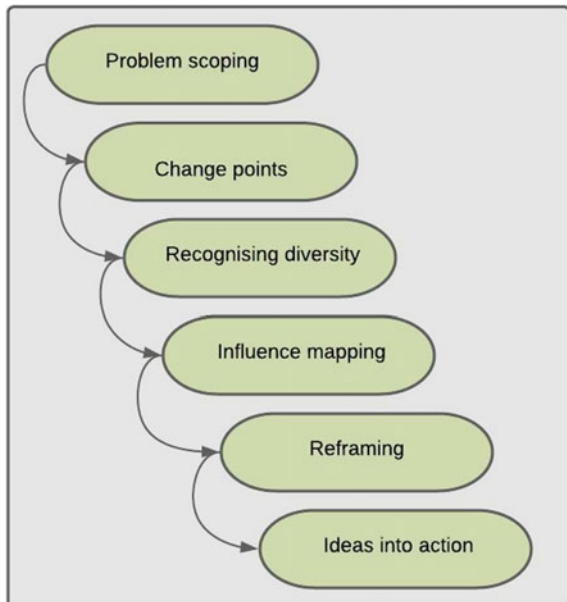 Problem scoping
Change points
Recognising diversity
Influence mapping
Reframing
Ideas into action